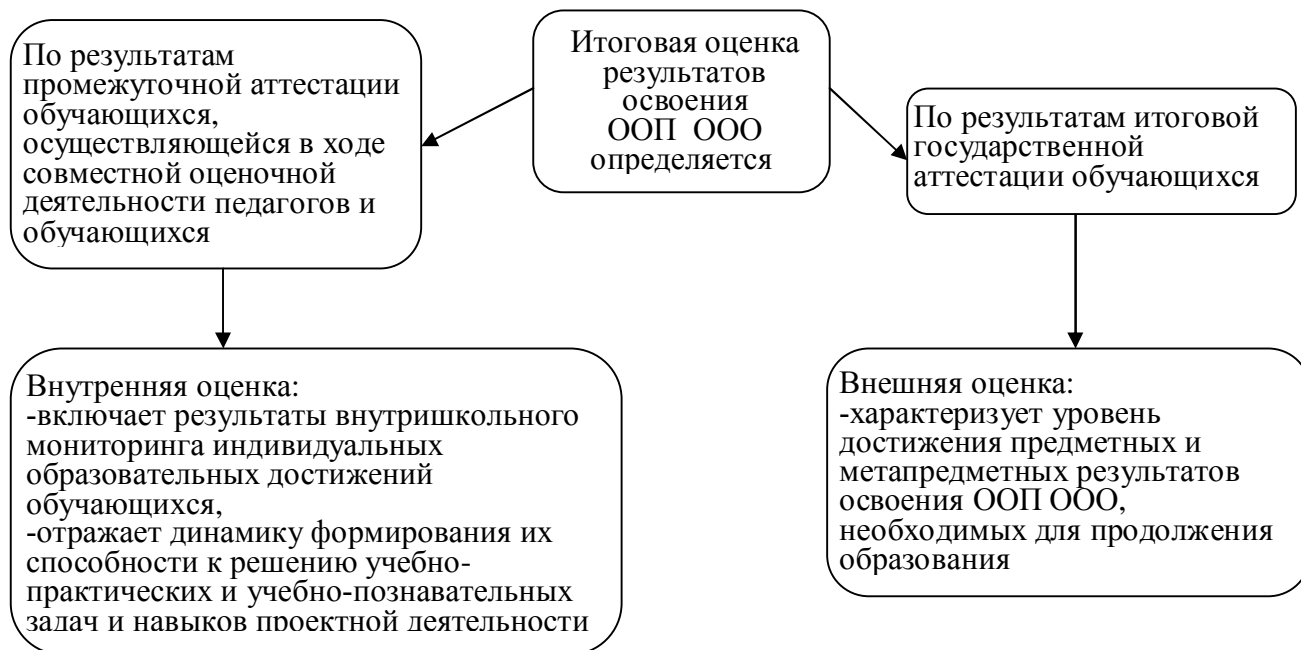 Итоговая оценка
результатов
освоения
ООП ООО
определяется
По результатам
промежуточной аттестации
обучающихся,
осуществляющейся в ходе
совместной оценочной
деятельности педагогов и
обучающихся
По результатам итоговой
государственной
аттестации обучающихся
Внутренняя оценка:
-включает результаты внутришкольного
мониторинга индивидуальных
образовательных достижений
обучающихся,
-отражает динамику формирования их
способности к решению учебно-
практических и учебно-познавательных
задач и навыков проектной деятельности
Внешняя оценка:
-характеризует уровень
достижения предметных и
метапредметных результатов
освоения ООП ООО,
необходимых для продолжения
образования